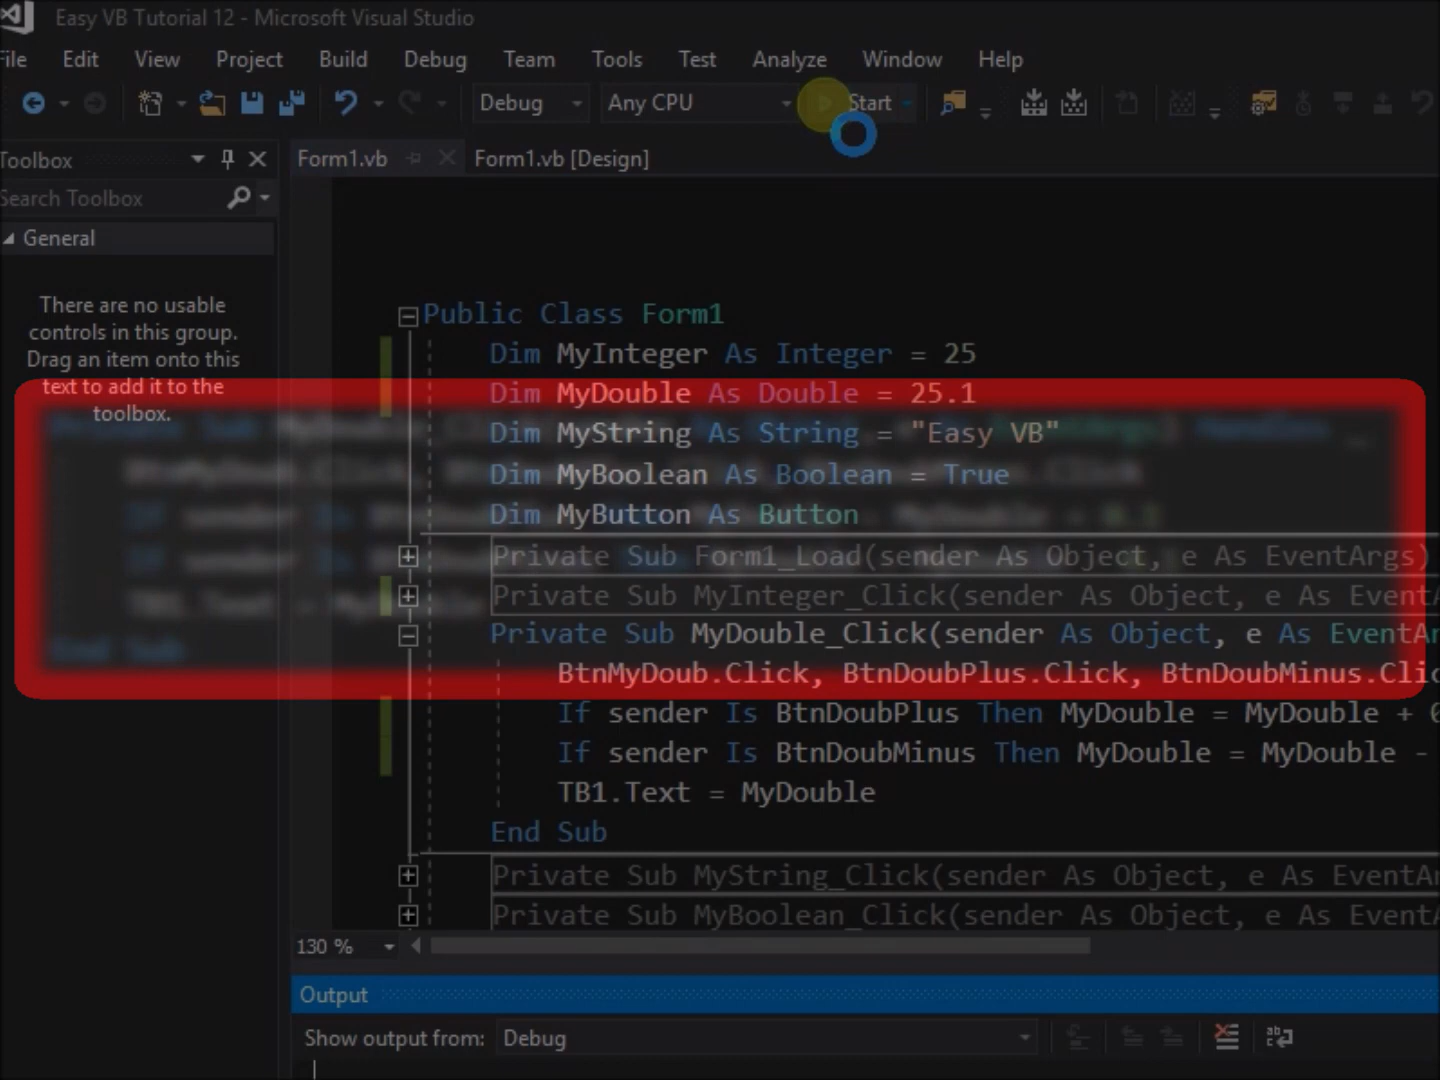 Easy VB Tutorial 12 - Microsoft Visual Studio
File Edit View Project Build Debug Team Tools Test Analyze Window Help
Debug Any CPU Start
Toolbox
Form1.vb
Form1.vb [Design]
Search Toolbox
General
There are no usable
controls in this group.
Drag an item onto this
text to add it to the
toolbox.
Public Class Form1
Dim MyInteger As Integer = 25
Dim MyDouble As Double = 25.1
Dim MyString As String = "Easy VB"
Dim MyBoolean As Boolean = True
Dim MyButton As Button
Private Sub Form1_Load(sender As Object, e As EventArgs)
Private Sub MyInteger_Click(sender As Object, e As EventA
Private Sub MyDouble_Click(sender As Object, e As EventAr
BtnMyDoub.Click, BtnDoubPlus.Click, BtnDoubMinus.Clic
If sender Is BtnDoubPlus Then MyDouble = MyDouble + 0
If sender Is BtnDoubMinus Then MyDouble = MyDouble -
TB1.Text = MyDouble
End Sub
Private Sub MyString_Click(sender As Object, e As EventAr
Private Sub MyBoolean_Click(sender As Object, e As EventA
130 %
Output
Show output from: Debug